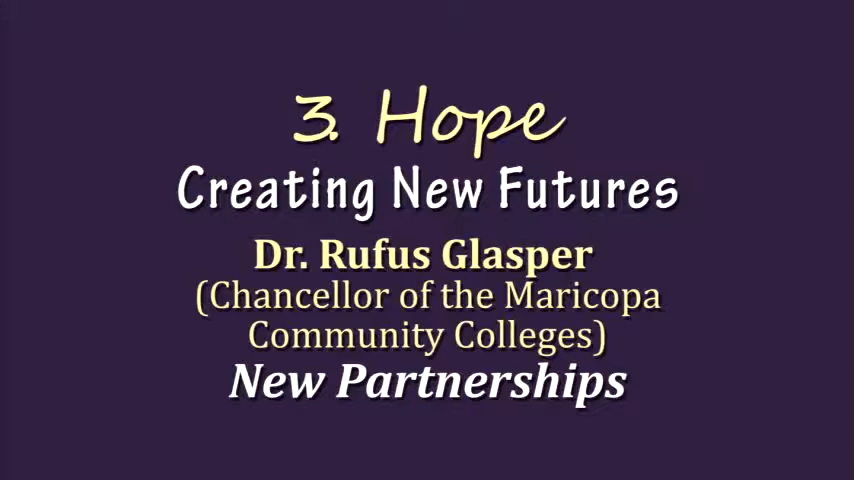 3. Hope
Creating New Futures
Dr. Rufus Glasper
(Chancellor of the Maricopa
Community Colleges)
New Partnerships